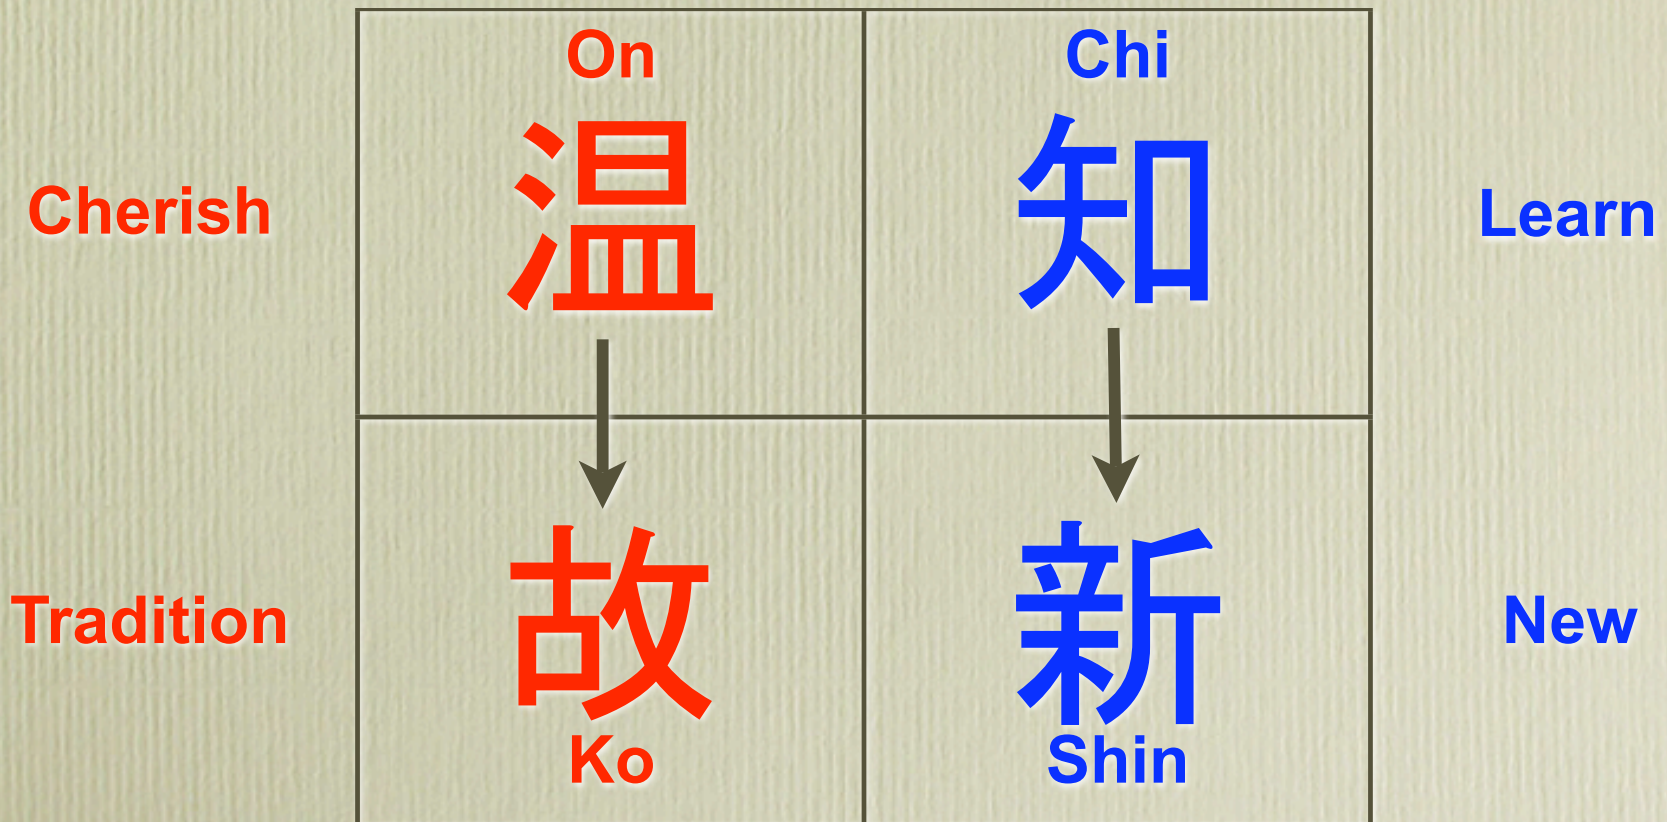 On
温
Cherish
故
Tradition
Ko
Chi
知
Learn
新
New
Shin